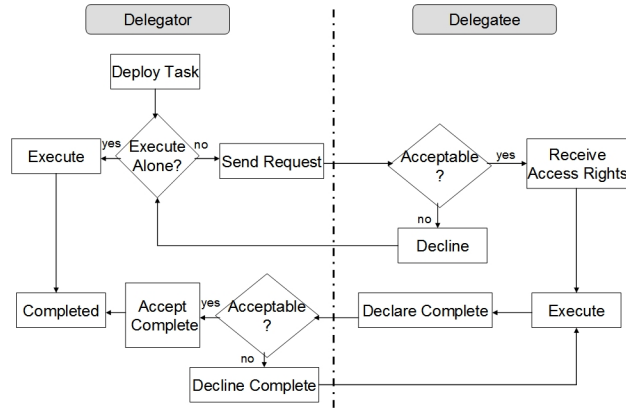 Delegator
Delegatee
Deploy Task
Execute
Alone?
yes
no
Execute
Send Request
Acceptable
?
yes
no
Receive
Access Rights
Decline
Completed
Accept
Complete
yes
Acceptable
?
no
Declare Complete
Execute
Decline Complete